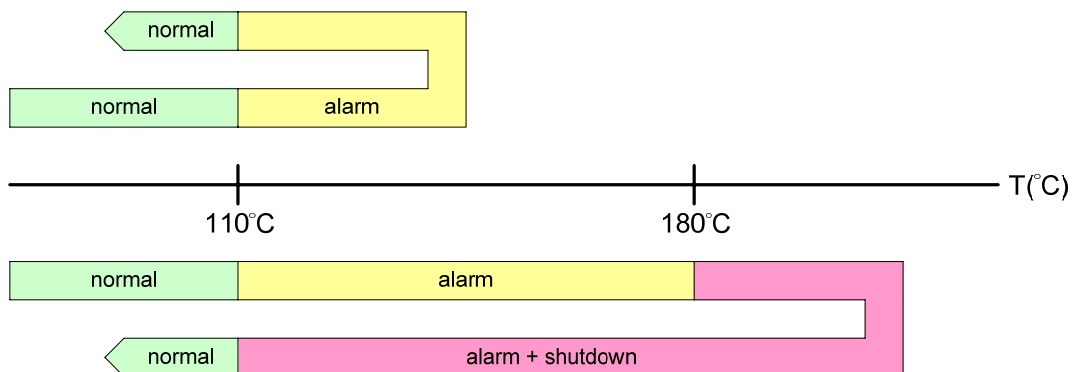 normal
normal alarm
T(°C)
110°C 180°C
normal alarm
normal alarm + shutdown